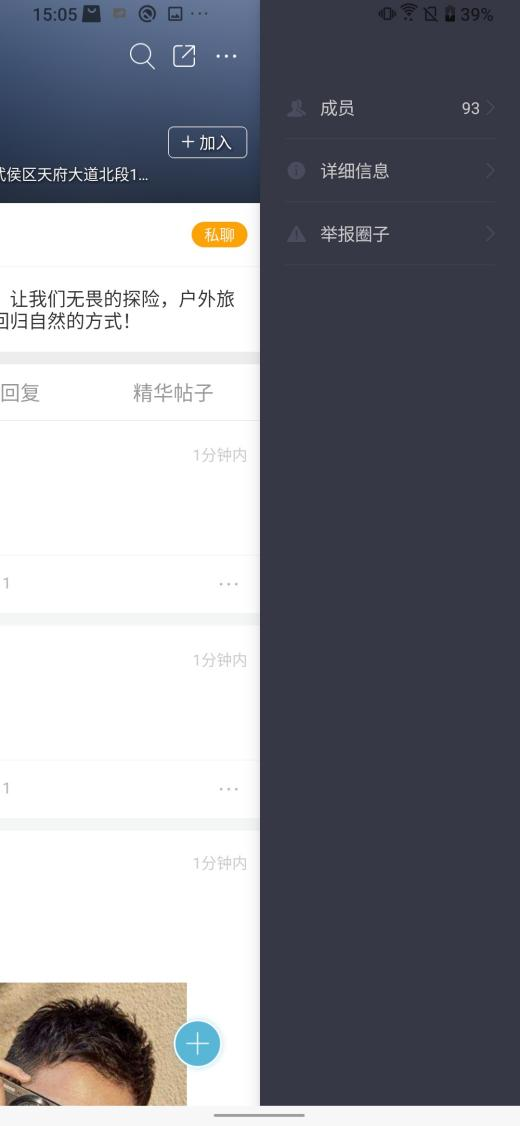 15:05
39%
+ 加入
武侯区天府大道北段1...
私聊
，让我们无畏的探险，户外旅
回归自然的方式！
回复
精华帖子
1分钟内
1
1分钟内
1
1分钟内
成员
93
详细信息
举报圈子